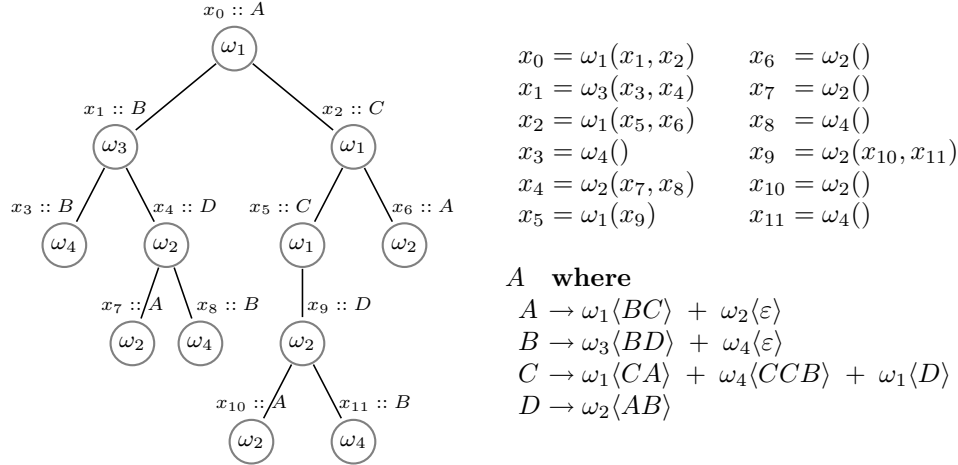 x₀ :: A
ω₁
x₁ :: B x₂ :: C
ω₃ ω₁
x₃ :: B x₄ :: D x₅ :: C x₆ :: A
ω₄ ω₂ ω₁ ω₂
x₇ :: A x₈ :: B x₉ :: D
ω₂ ω₄ ω₂
x₁₀ :: A x₁₁ :: B
ω₂ ω₄
x₀ = ω₁(x₁, x₂) x₆ = ω₂()
x₁ = ω₃(x₃, x₄) x₇ = ω₂()
x₂ = ω₁(x₅, x₆) x₈ = ω₄()
x₃ = ω₄() x₉ = ω₂(x₁₀, x₁₁)
x₄ = ω₂(x₇, x₈) x₁₀ = ω₂()
x₅ = ω₁(x₉) x₁₁ = ω₄()
A where
A → ω₁⟨BC⟩ + ω₂⟨ε⟩
B → ω₃⟨BD⟩ + ω₄⟨ε⟩
C → ω₁⟨CA⟩ + ω₄⟨CCB⟩ + ω₁⟨D⟩
D → ω₂⟨AB⟩